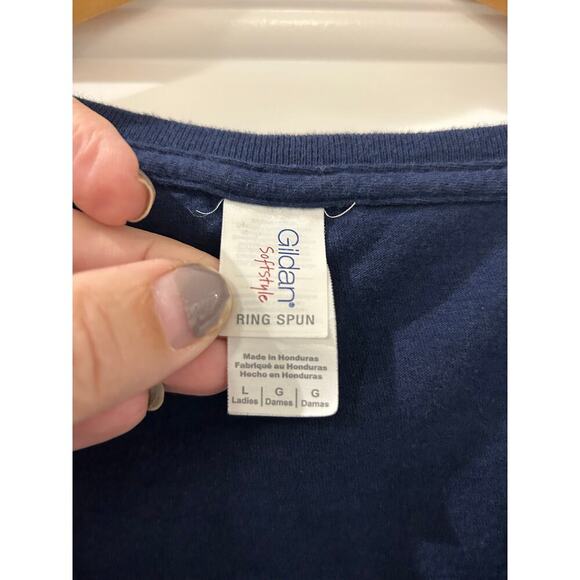 Gildan®
Softstyle
RING SPUN
Made in Honduras
Fabriqué au Honduras
Hecho en Honduras
L | G | G
Ladies | Dames | Damas